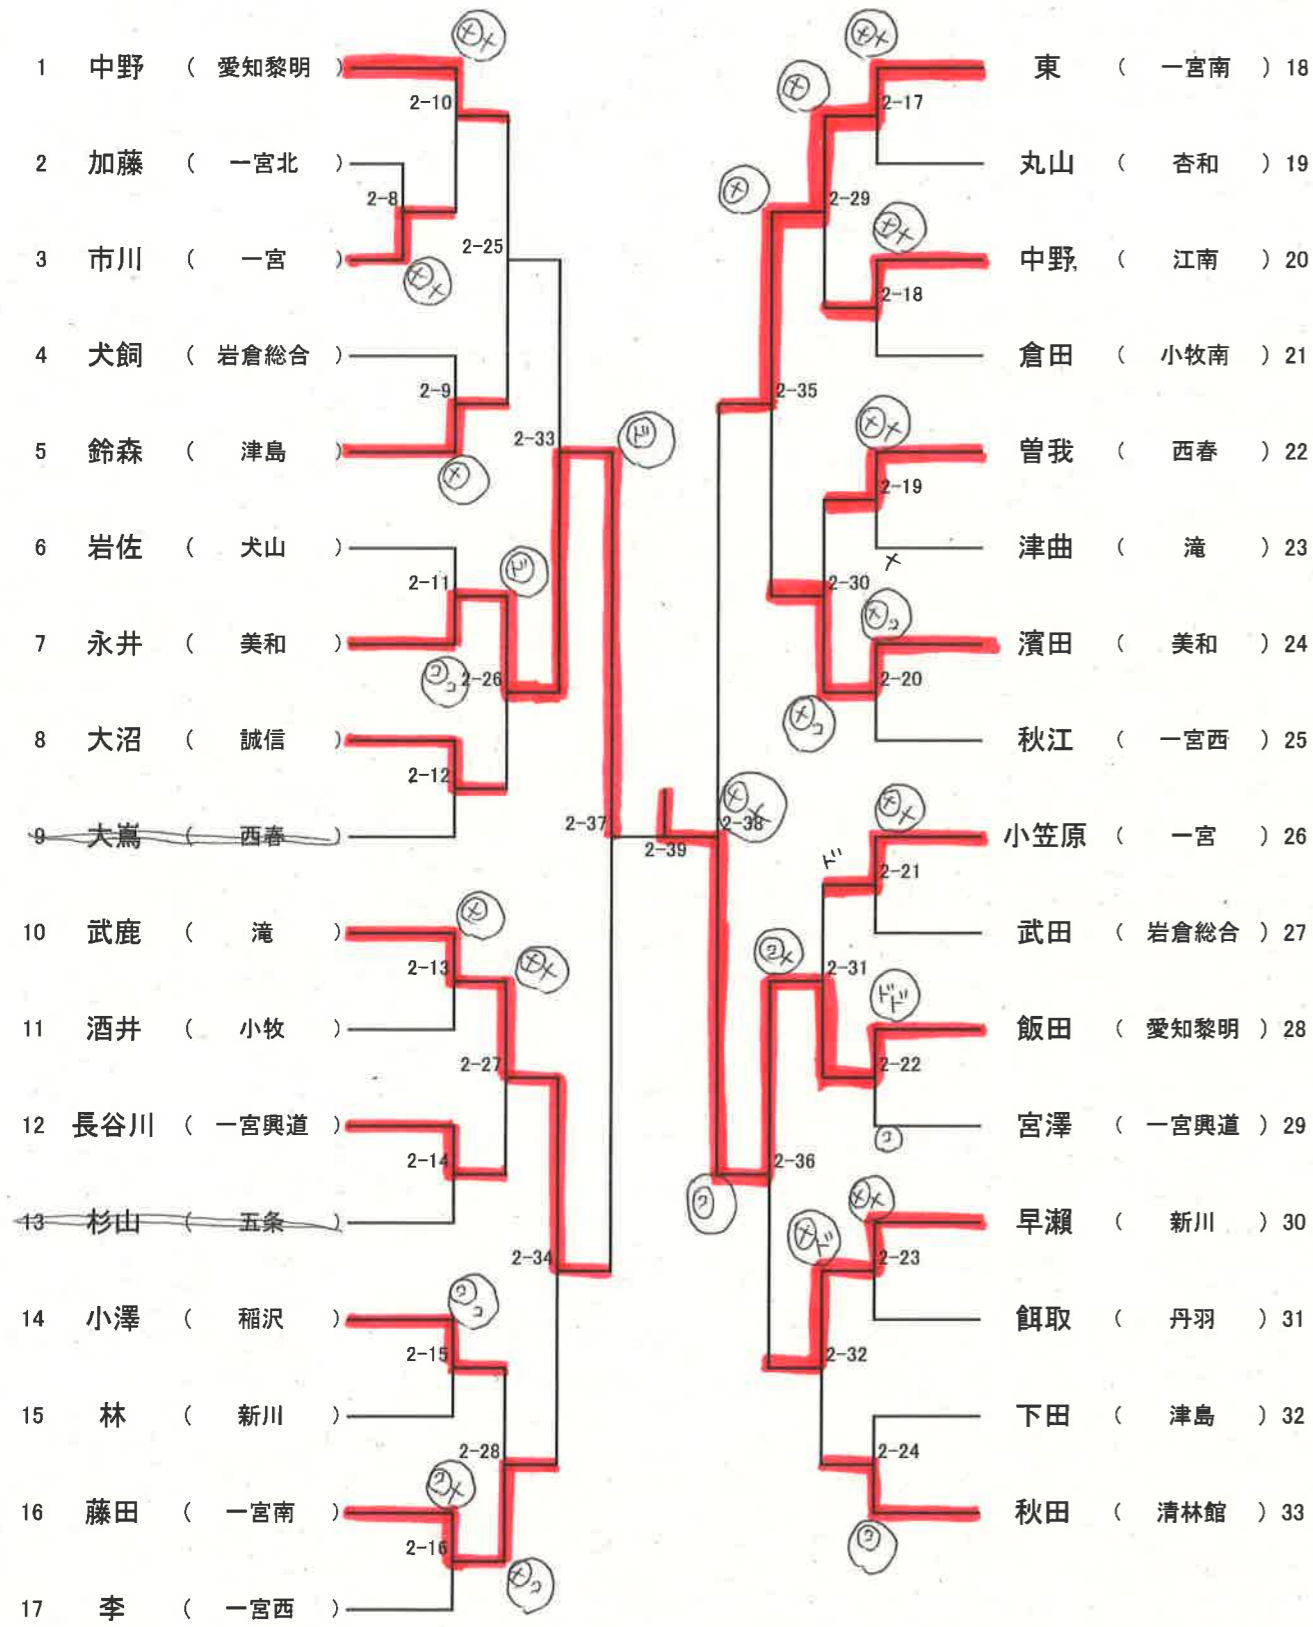 1 中野 （ 愛知黎明 ）
2-10
2 加藤 （ 一宮北 ）
2-8
3 市川 （ 一宮 ）
2-25
4 犬飼 （ 岩倉総合 ）
2-9
5 鈴森 （ 津島 ）
2-33
6 岩佐 （ 犬山 ）
2-11
7 永井 （ 美和 ）
2-26
8 大沼 （ 誠信 ）
2-12
9 大嶌 （ 西春 ）
2-37
10 武鹿 （ 滝 ）
2-13
11 酒井 （ 小牧 ）
2-27
12 長谷川 （ 一宮興道 ）
2-14
13 杉山 （ 五条 ）
2-34
14 小澤 （ 稲沢 ）
2-15
15 林 （ 新川 ）
2-28
16 藤田 （ 一宮南 ）
2-16
17 李 （ 一宮西 ）
2-39
東 （ 一宮南 ） 18
2-17
丸山 （ 杏和 ） 19
2-29
中野 （ 江南 ） 20
2-18
倉田 （ 小牧南 ） 21
2-35
曽我 （ 西春 ） 22
2-19
津曲 （ 滝 ） 23
メ
2-30
濱田 （ 美和 ） 24
2-20
秋江 （ 一宮西 ） 25
2-38
小笠原 （ 一宮 ） 26
ド
2-21
武田 （ 岩倉総合 ） 27
2-31
ドド
飯田 （ 愛知黎明 ） 28
2-22
宮澤 （ 一宮興道 ） 29
2-36
早瀬 （ 新川 ） 30
2-23
餌取 （ 丹羽 ） 31
2-32
下田 （ 津島 ） 32
2-24
秋田 （ 清林館 ） 33